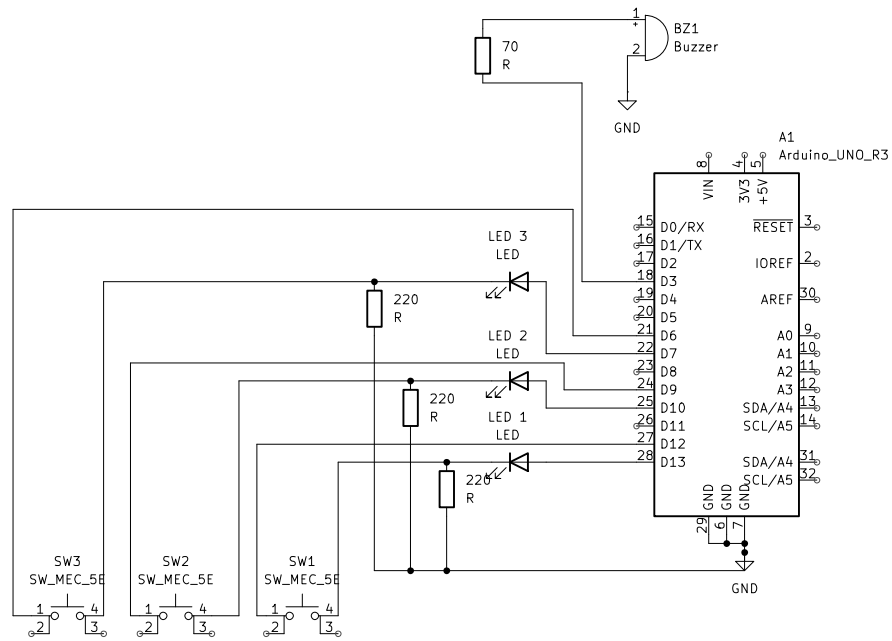 1
+
2
BZ1
Buzzer
70
R
GND
A1
Arduino_UNO_R3
8
4
5
VIN
3V3
+5V
15 D0/RX
RESET 3
16 D1/TX
17 D2
IOREF 2
18 D3
19 D4
AREF 30
20 D5
21 D6
A0 9
22 D7
A1 10
23 D8
A2 11
24 D9
A3 12
25 D10
SDA/A4 13
26 D11
SCL/A5 14
27 D12
28 D13
SDA/A4 31
SCL/A5 32
GND
GND
GND
29
6
7
GND
LED 3
LED
220
R
LED 2
LED
220
R
LED 1
LED
220
R
SW3
SW_MEC_5E
1
4
2
3
SW2
SW_MEC_5E
1
4
2
3
SW1
SW_MEC_5E
1
4
2
3